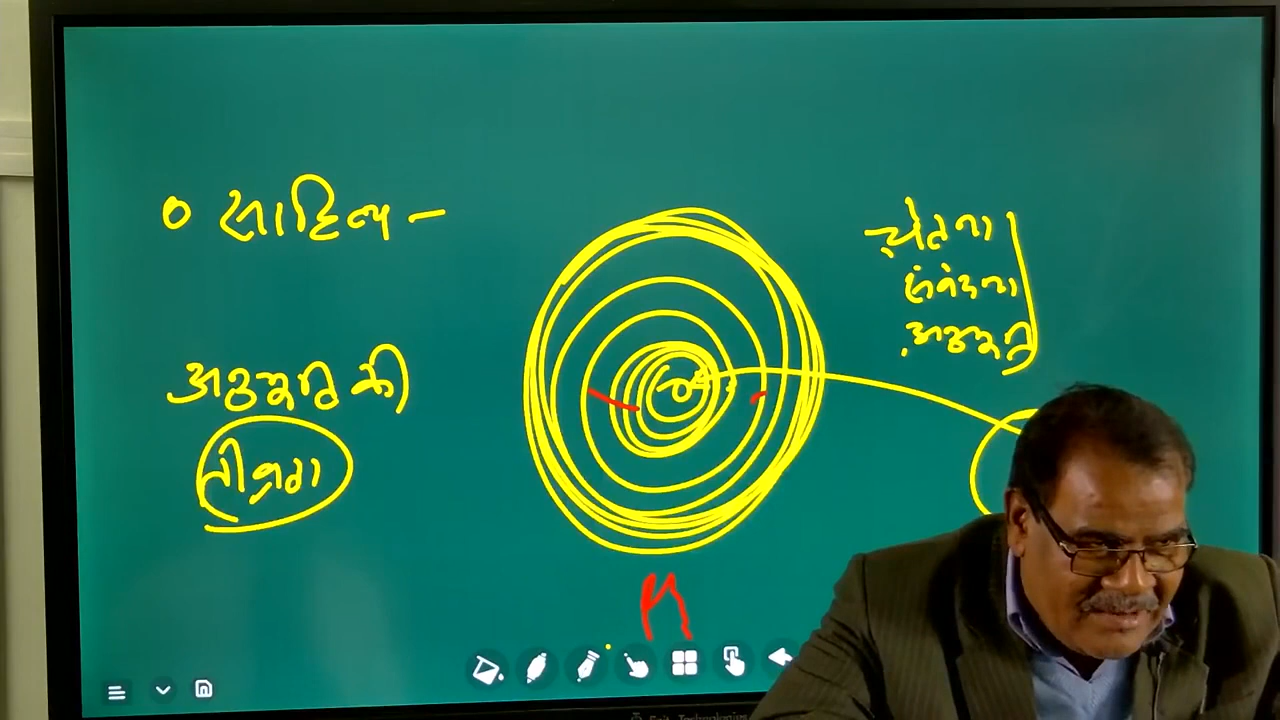 ० साहित्य -
अनुभूति की
तीव्रता
चेतना
संवेदना
अनुभूति